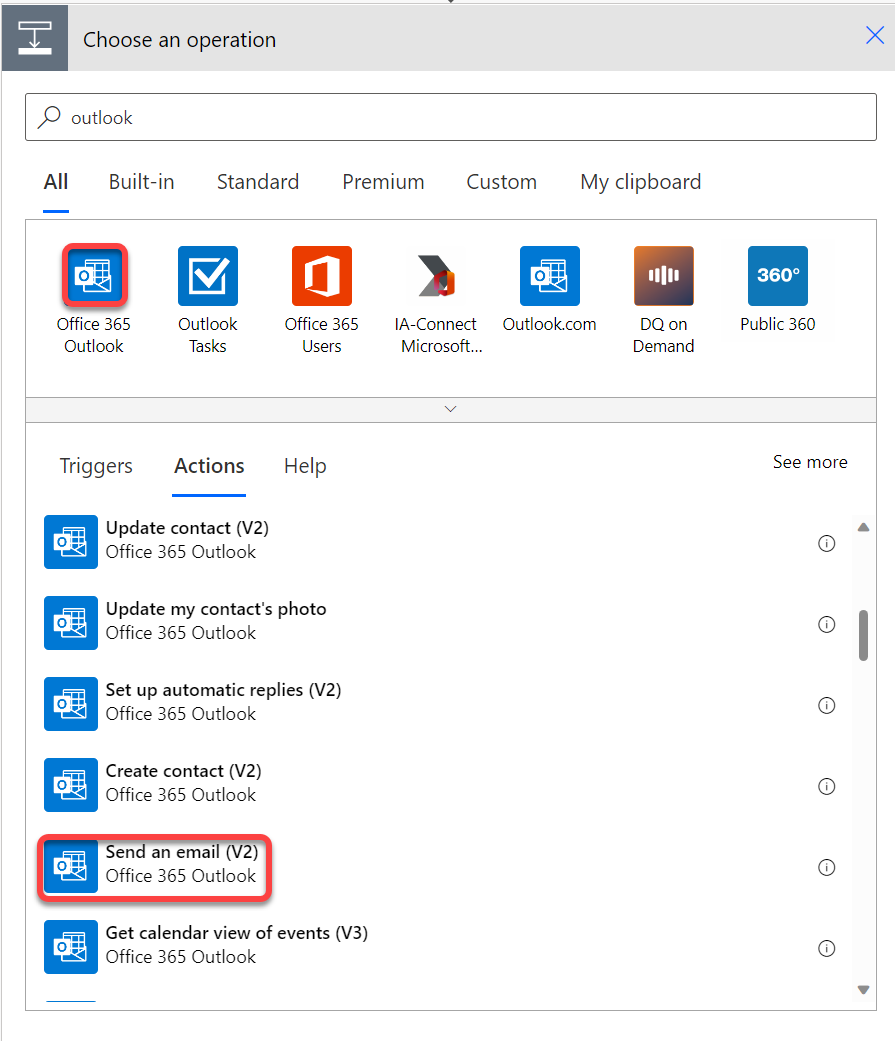 Choose an operation
outlook
All Built-in Standard Premium Custom My clipboard
360°
Office 365 Outlook Office 365 IA-Connect Outlook.com DQ on Public 360
Outlook Tasks Users Microsoft... Demand
Triggers Actions Help See more
Update contact (V2)
Office 365 Outlook
Update my contact's photo
Office 365 Outlook
Set up automatic replies (V2)
Office 365 Outlook
Create contact (V2)
Office 365 Outlook
Send an email (V2)
Office 365 Outlook
Get calendar view of events (V3)
Office 365 Outlook